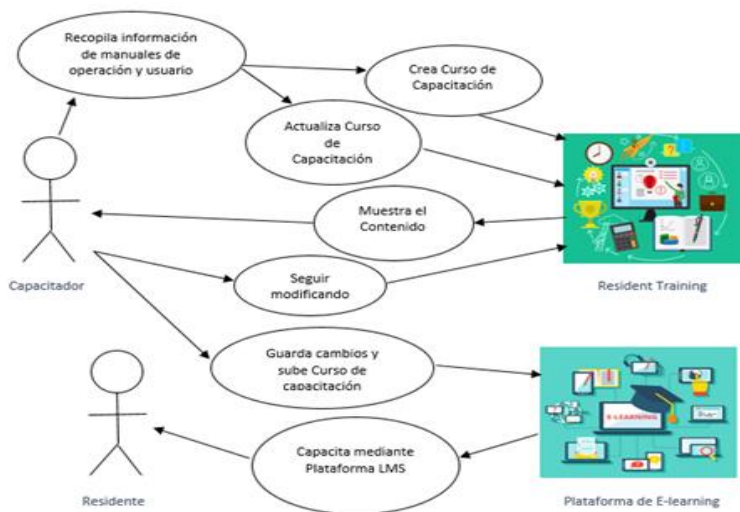 Recopila información
de manuales de
operación y usuario
Crea Curso de
Capacitación
Actualiza Curso
de
Capacitación
Muestra el
Contenido
Capacitador
Seguir
modificando
Resident Training
Guarda cambios y
sube Curso de
capacitación
E-LEARNING
Capacita mediante
Plataforma LMS
Residente
Plataforma de E-learning